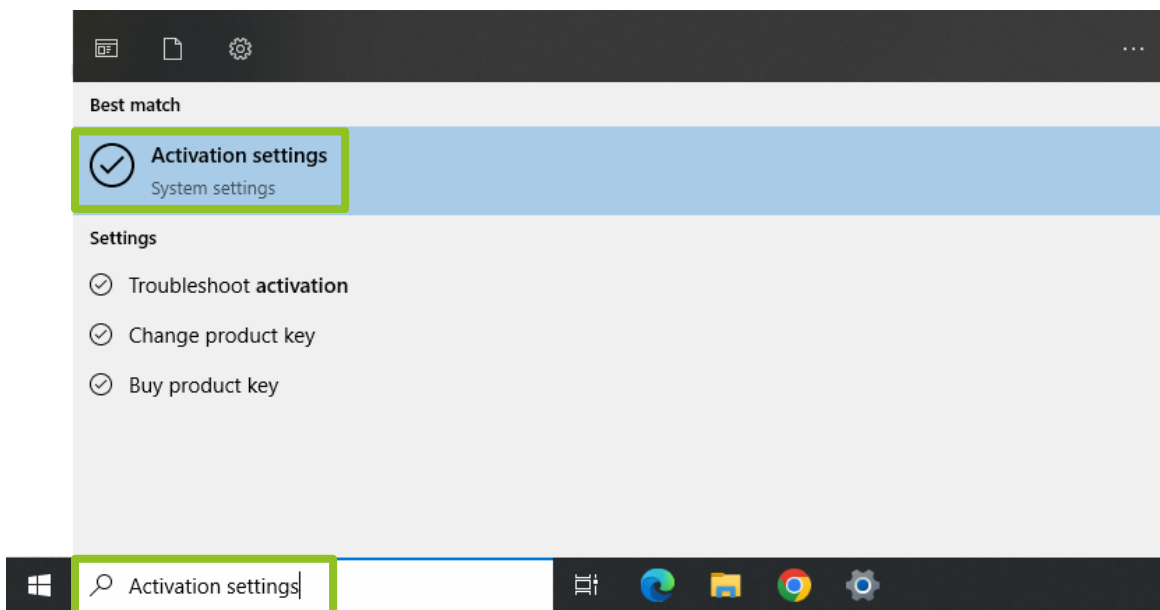 ...
Best match
Activation settings
System settings
Settings
Troubleshoot activation
Change product key
Buy product key
Activation settings